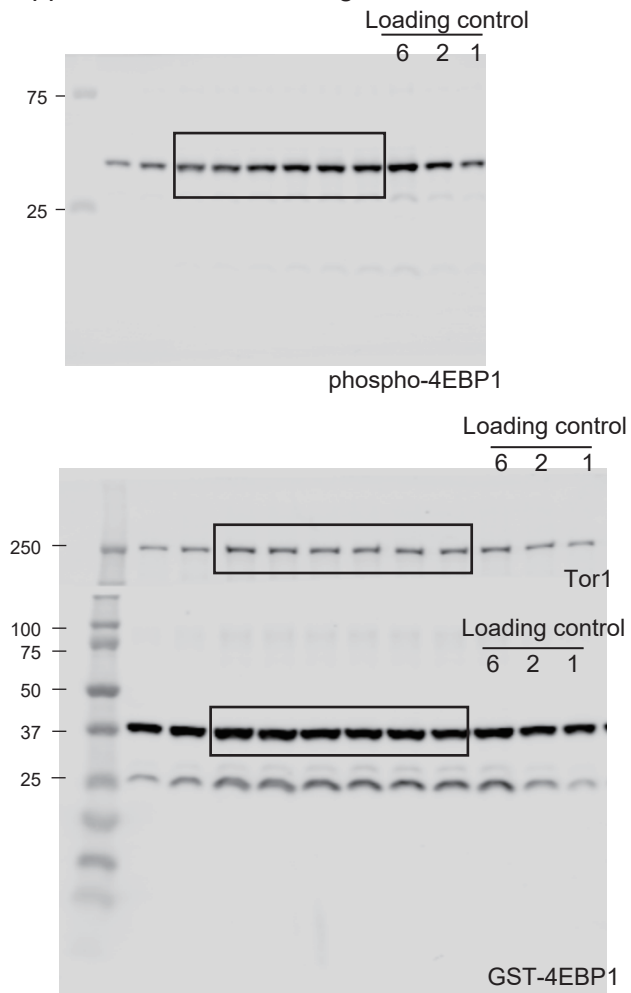 Loading control
6 2 1
75
25
phospho-4EBP1
Loading control
6 2 1
250
Tor1
100
Loading control
75
6 2 1
50
37
25
GST-4EBP1